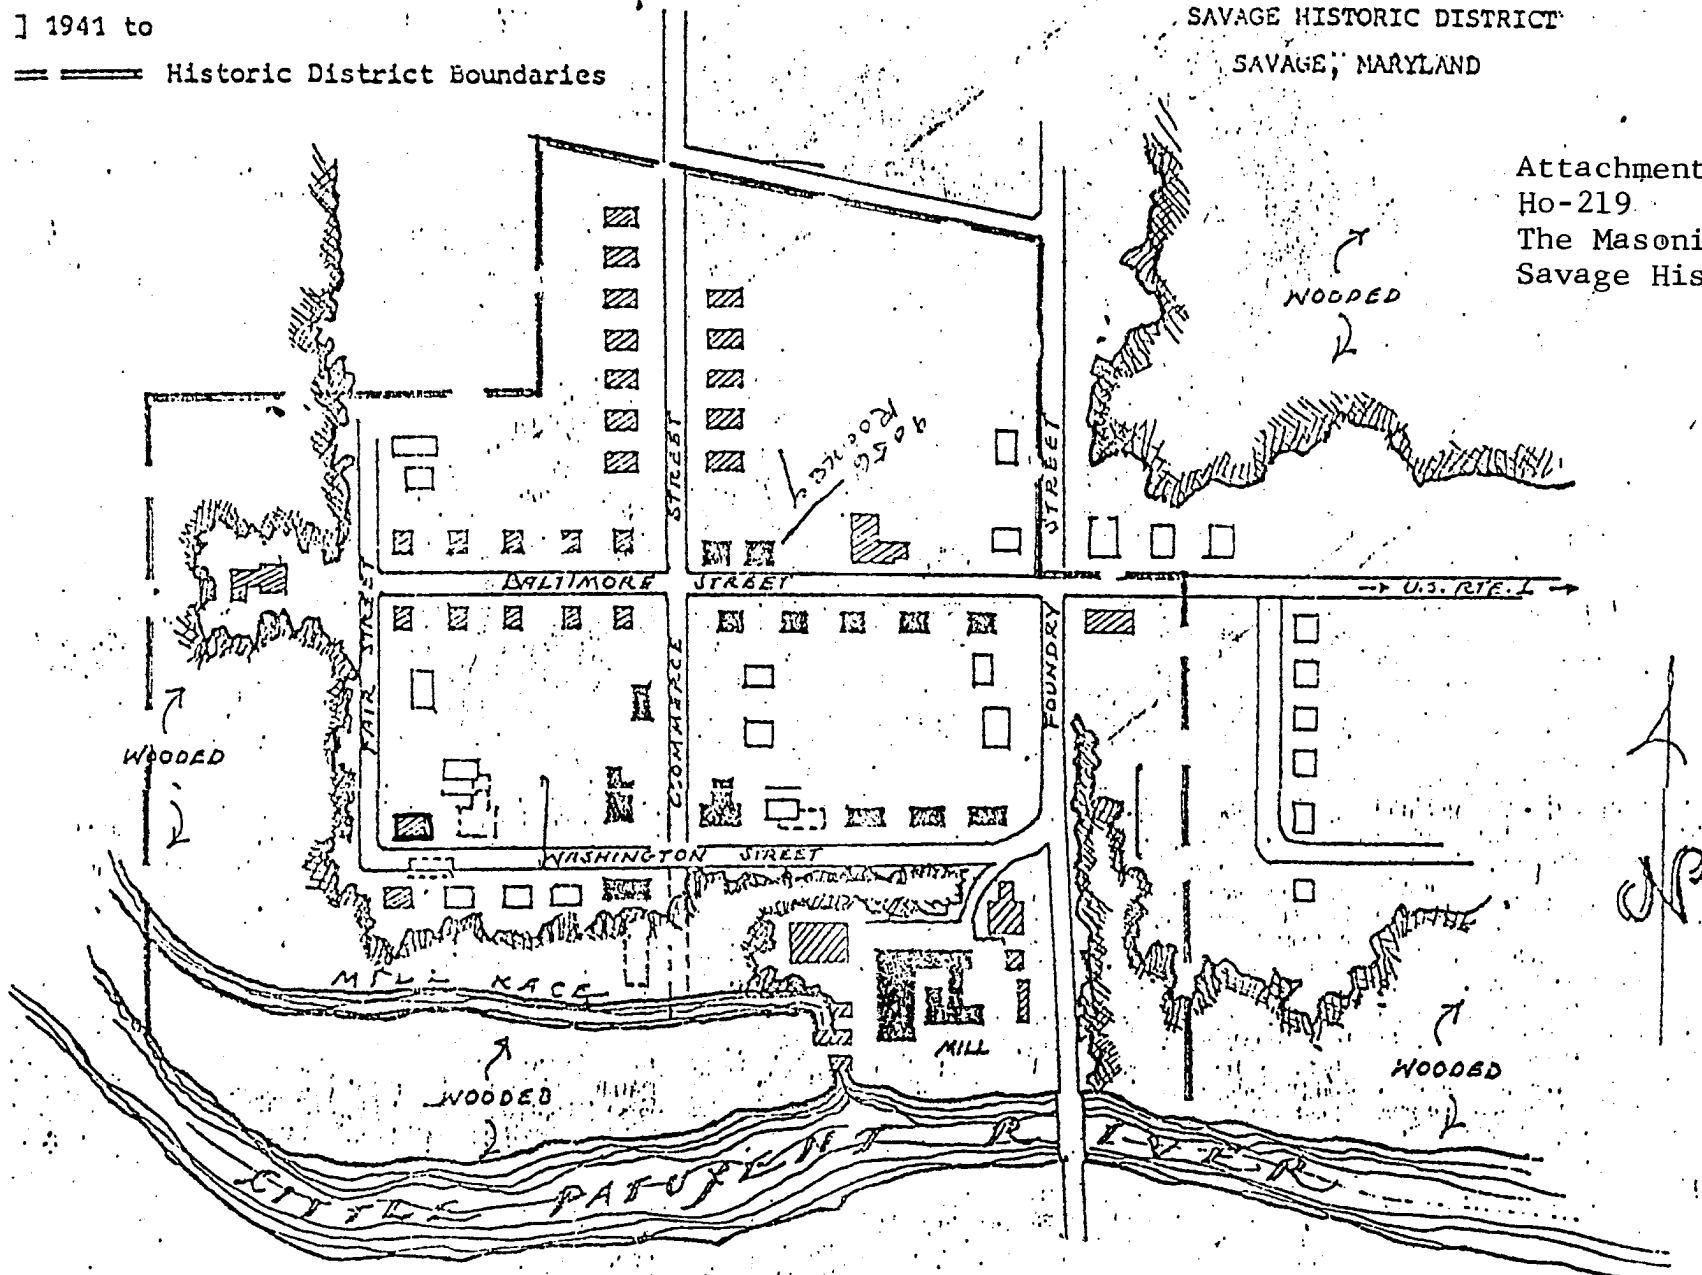 ] 1941 to
Historic District Boundaries
SAVAGE HISTORIC DISTRICT
SAVAGE, MARYLAND
Attachment
Ho-219
The Masoni
Savage His
WOODED
STREET
STREET
BALTIMORE STREET
→ U.S. RTE. 1 →
FAIR STREET
COMMERCE
FOUNDRY
WOODED
WASHINGTON STREET
MILL RACE
MILL
WOODED
WOODED
LITTLE PATUXENT RIVER